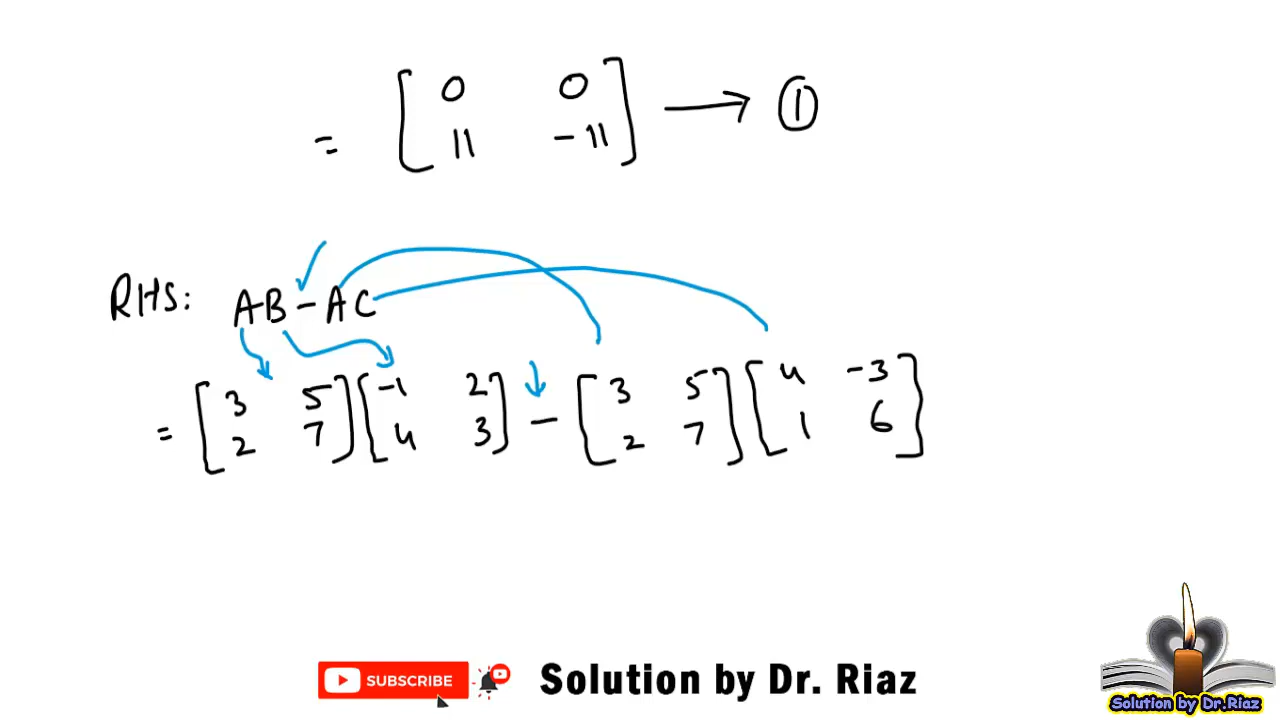 = [ 0 0 ] → ①
[ 11 -11 ]
RHS: AB - AC
= [ 3 5 ] [ -1 2 ] - [ 3 5 ] [ 4 -3 ]
[ 2 7 ] [ 4 3 ] [ 2 7 ] [ 1 6 ]
SUBSCRIBE Solution by Dr. Riaz
Solution by Dr.Riaz